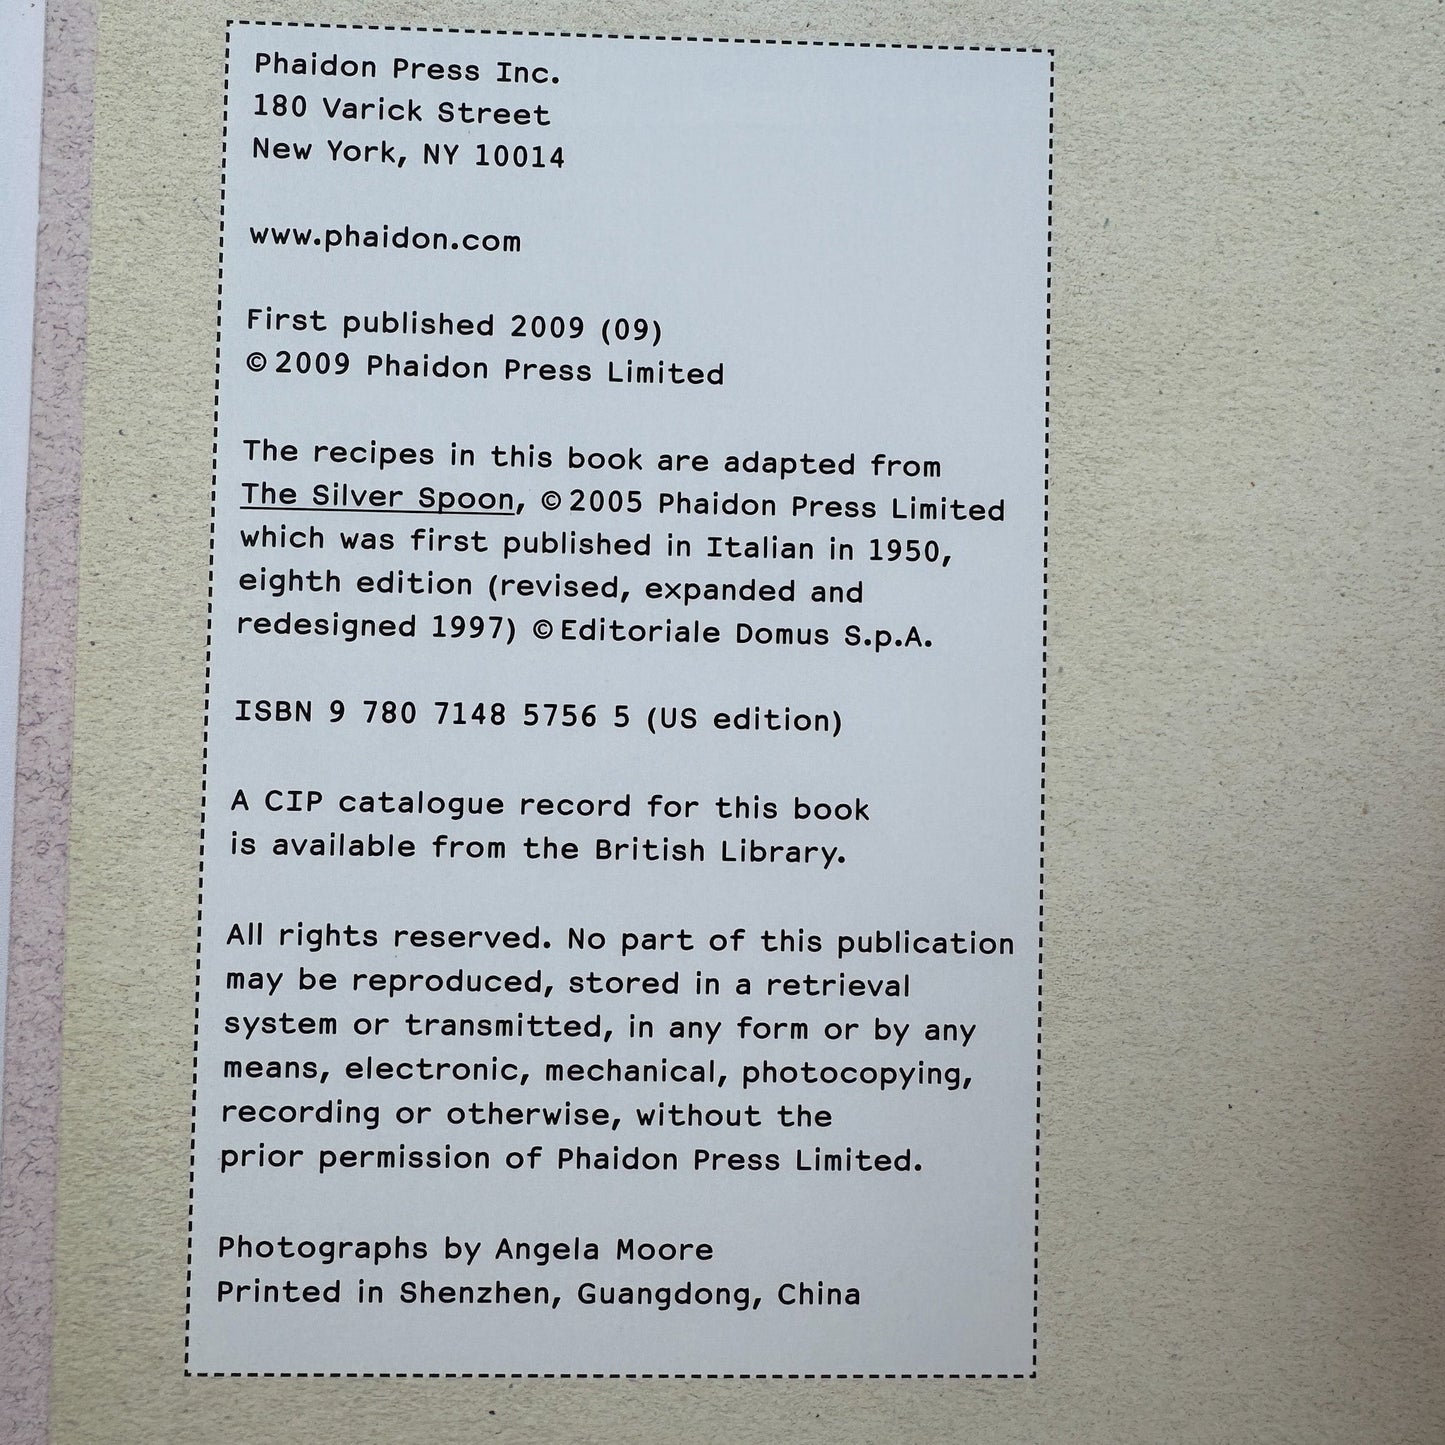 Phaidon Press Inc.
180 Varick Street
New York, NY 10014
www.phaidon.com
First published 2009 (09)
© 2009 Phaidon Press Limited
The recipes in this book are adapted from
The Silver Spoon, © 2005 Phaidon Press Limited
which was first published in Italian in 1950,
eighth edition (revised, expanded and
redesigned 1997) © Editoriale Domus S.p.A.
ISBN 9 780 7148 5756 5 (US edition)
A CIP catalogue record for this book
is available from the British Library.
All rights reserved. No part of this publication
may be reproduced, stored in a retrieval
system or transmitted, in any form or by any
means, electronic, mechanical, photocopying,
recording or otherwise, without the
prior permission of Phaidon Press Limited.
Photographs by Angela Moore
Printed in Shenzhen, Guangdong, China